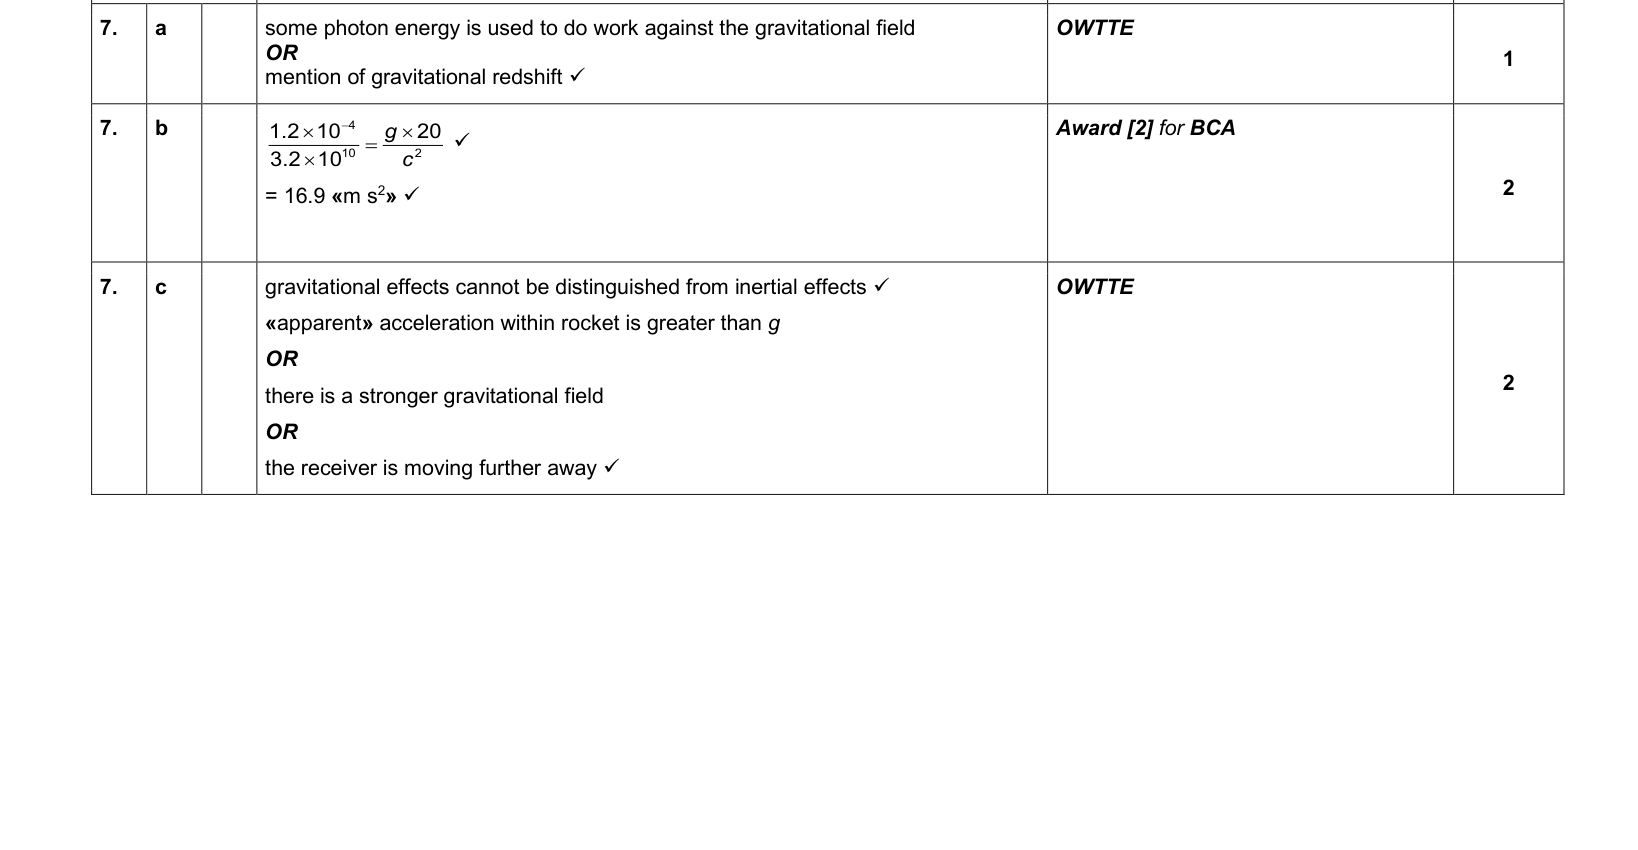 7. a some photon energy is used to do work against the gravitational field OWTTE
OR
mention of gravitational redshift ✓ 1
7. b 1.2×10⁻⁴ / 3.2×10¹⁰ = g×20 / c² ✓ Award [2] for BCA
= 16.9 «m s²» ✓ 2
7. c gravitational effects cannot be distinguished from inertial effects ✓ OWTTE
«apparent» acceleration within rocket is greater than g
OR
there is a stronger gravitational field 2
OR
the receiver is moving further away ✓